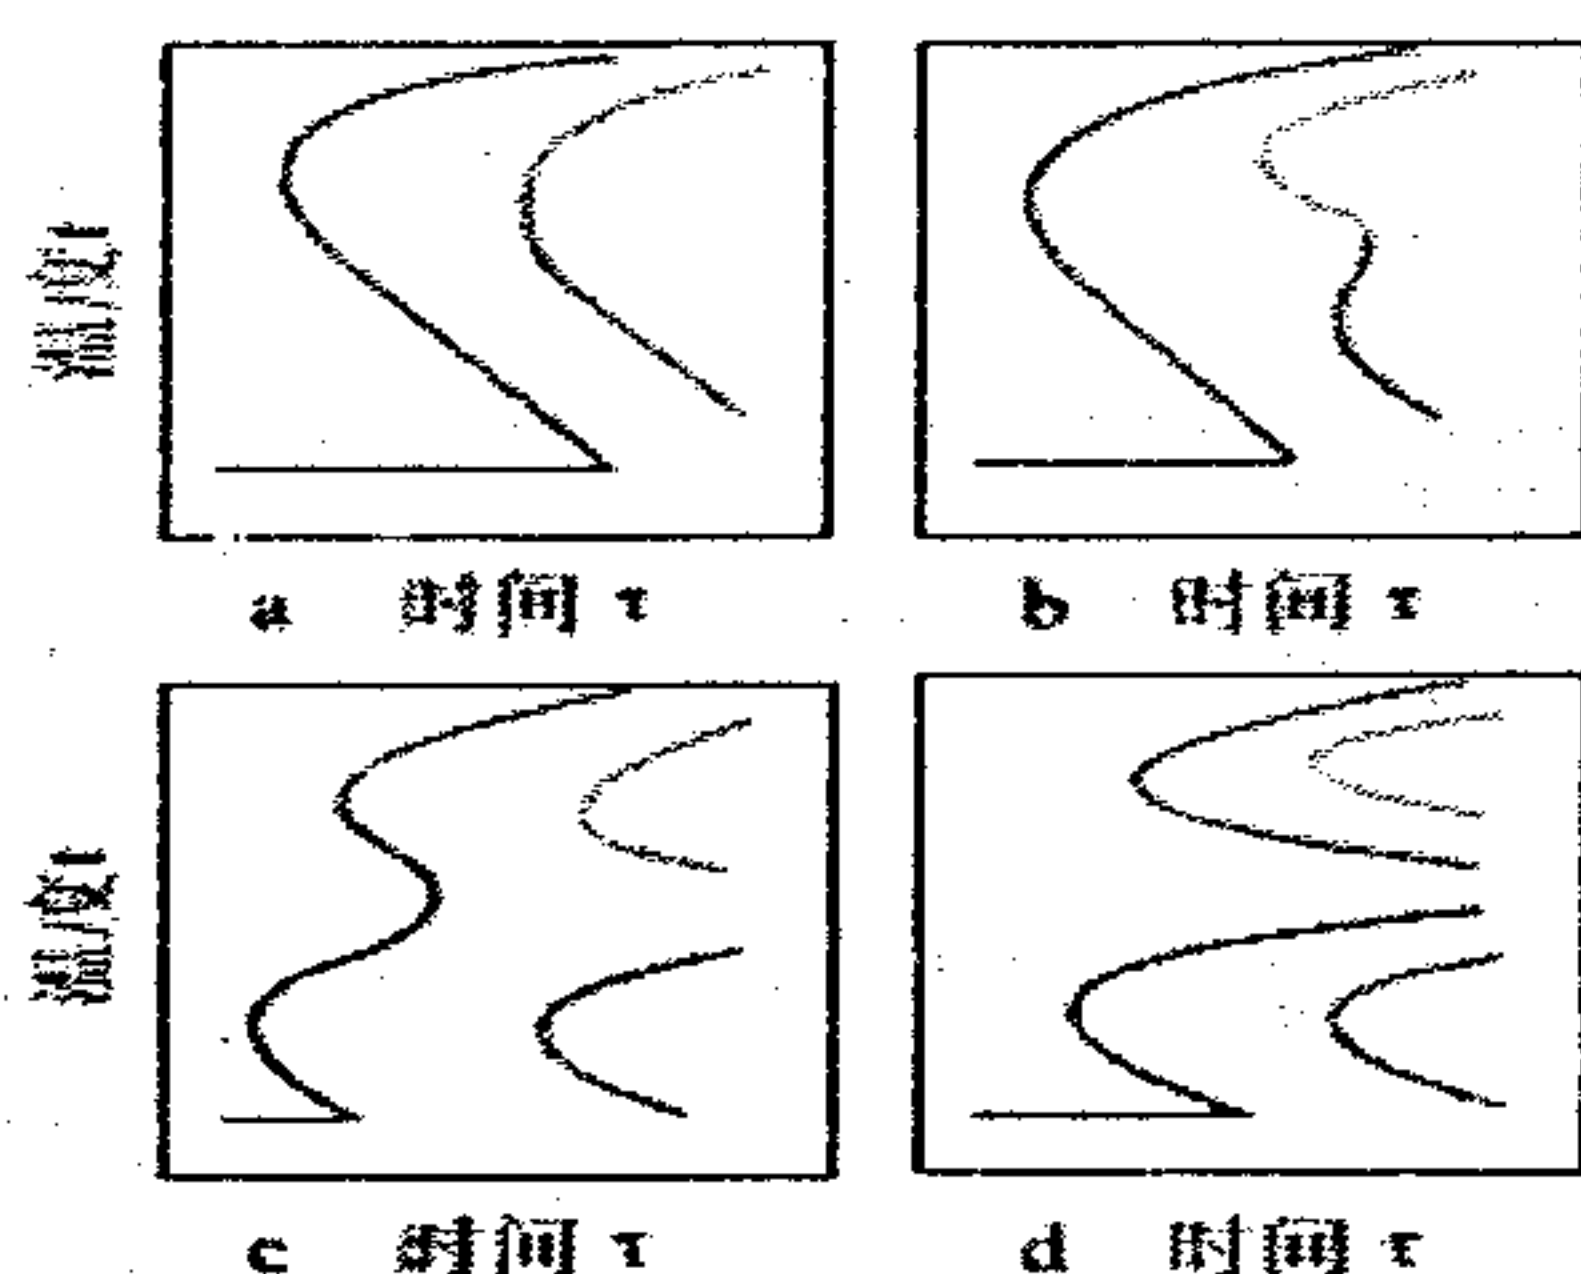 温度t
a 时间 τ
b 时间 τ
温度t
c 时间 τ
d 时间 τ